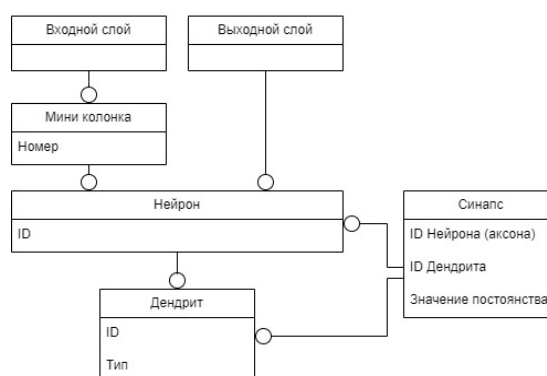 Входной слой
Выходной слой
Мини колонка
Номер
Нейрон
ID
Синапс
ID Нейрона (аксона)
ID Дендрита
Значение постоянства
Дендрит
ID
Тип